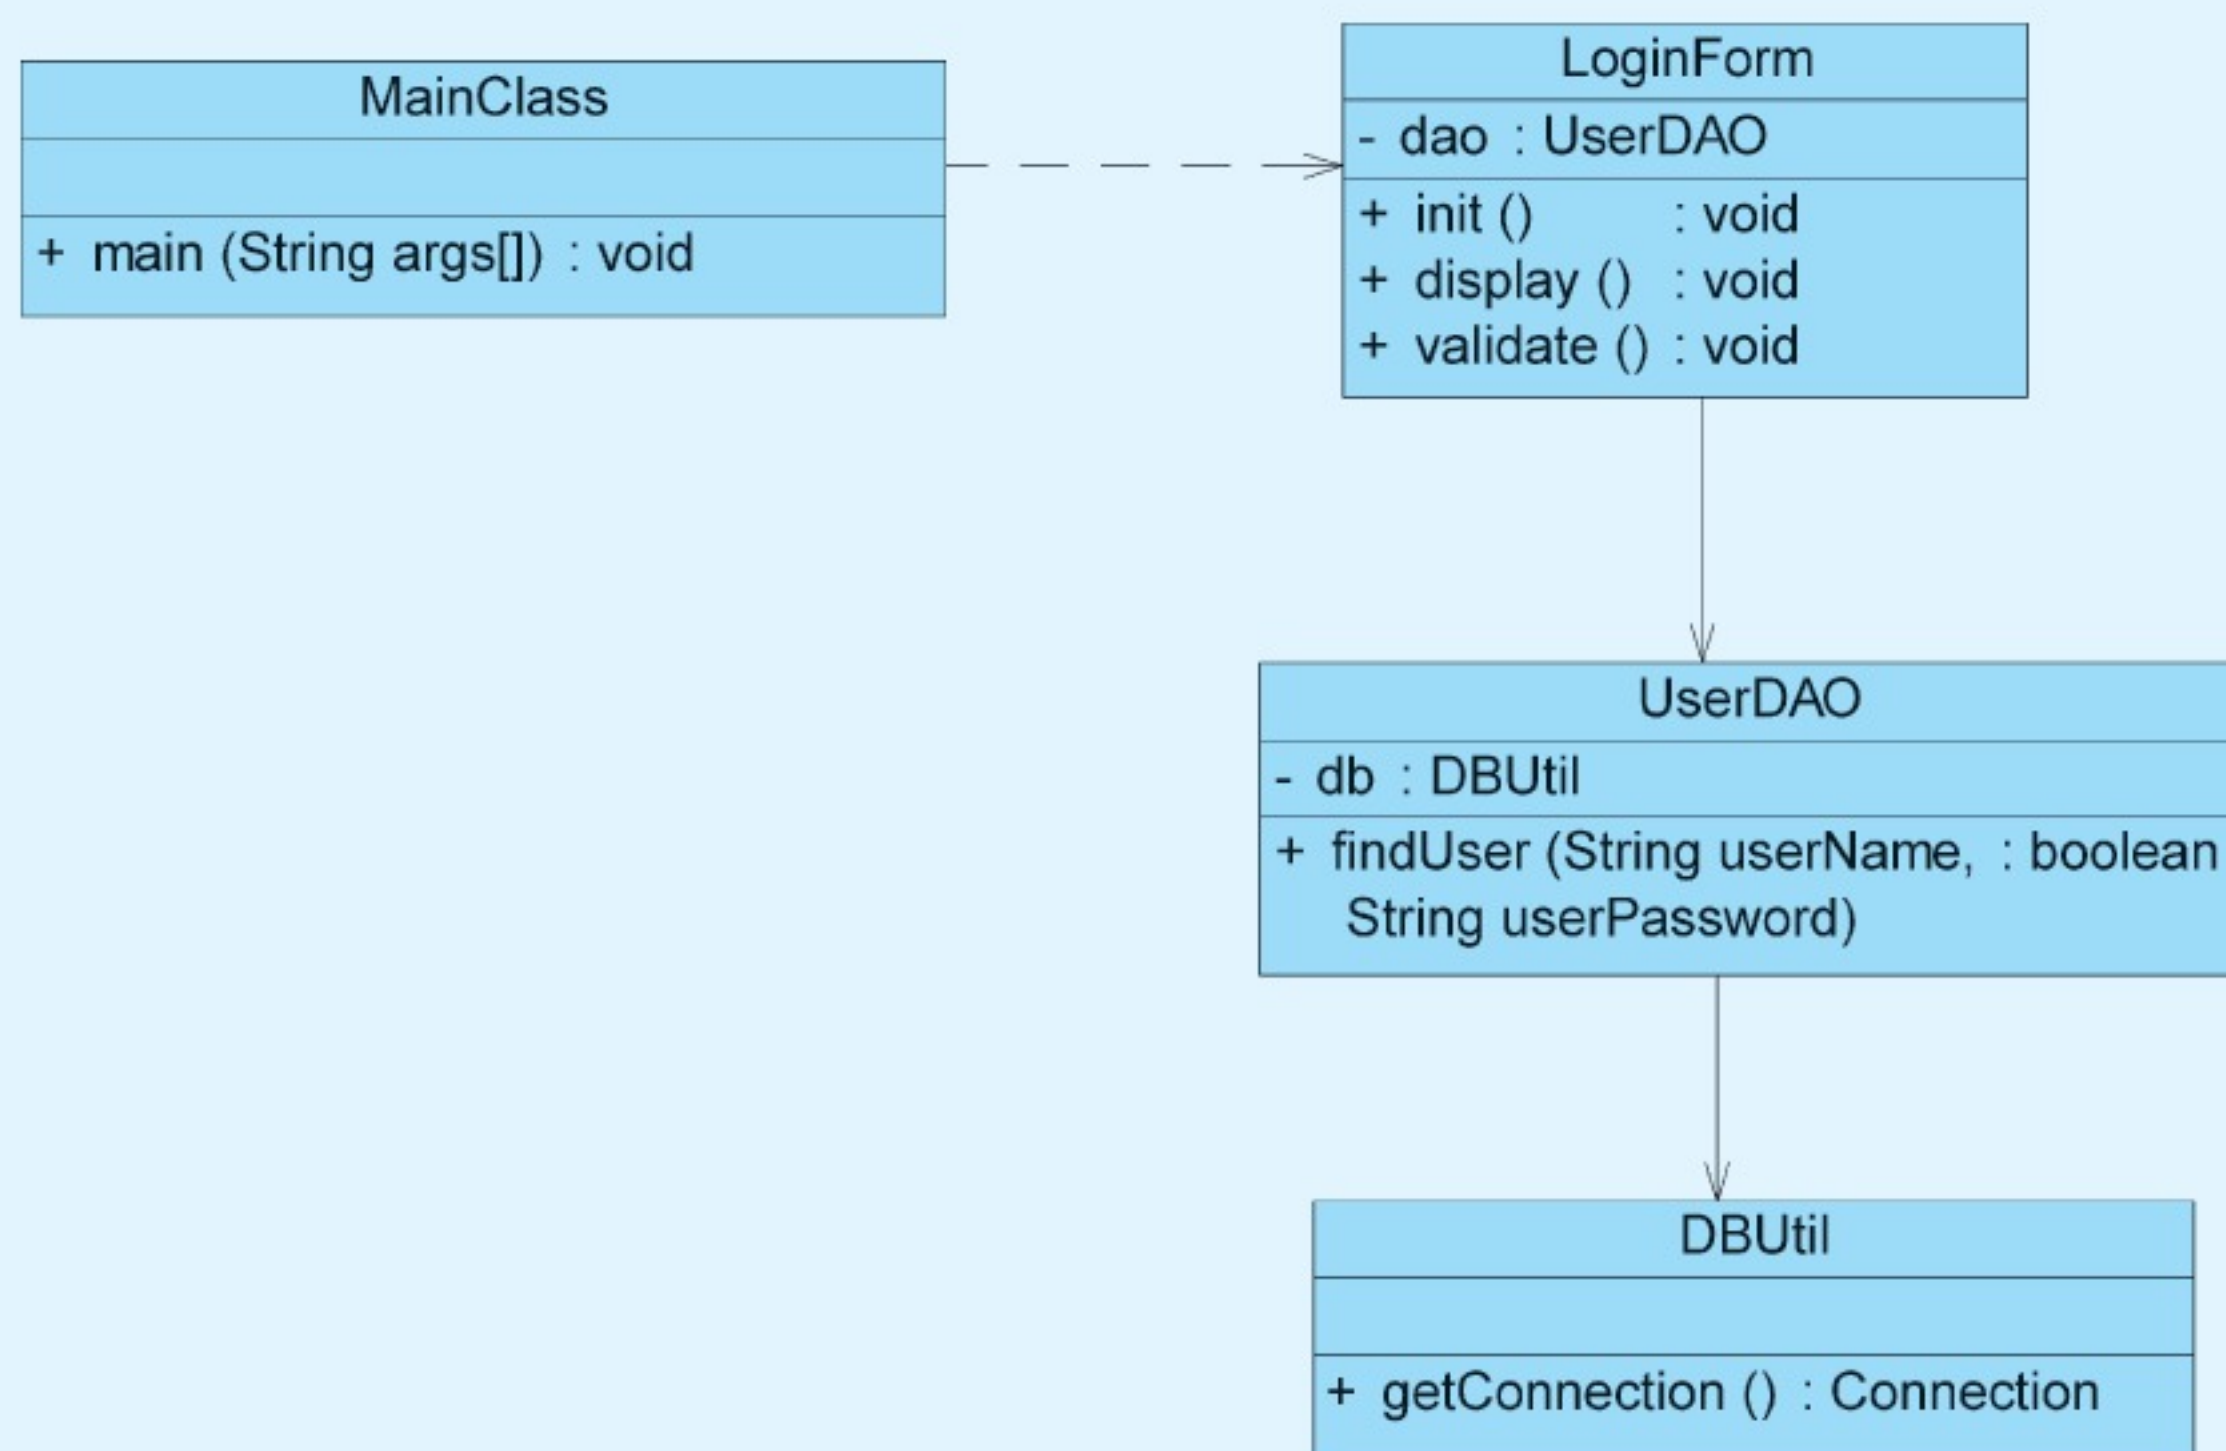 MainClass
+ main (String args[]) : void
LoginForm
- dao : UserDAO
+ init () : void
+ display () : void
+ validate () : void
UserDAO
- db : DBUtil
+ findUser (String userName, : boolean
String userPassword)
DBUtil
+ getConnection () : Connection